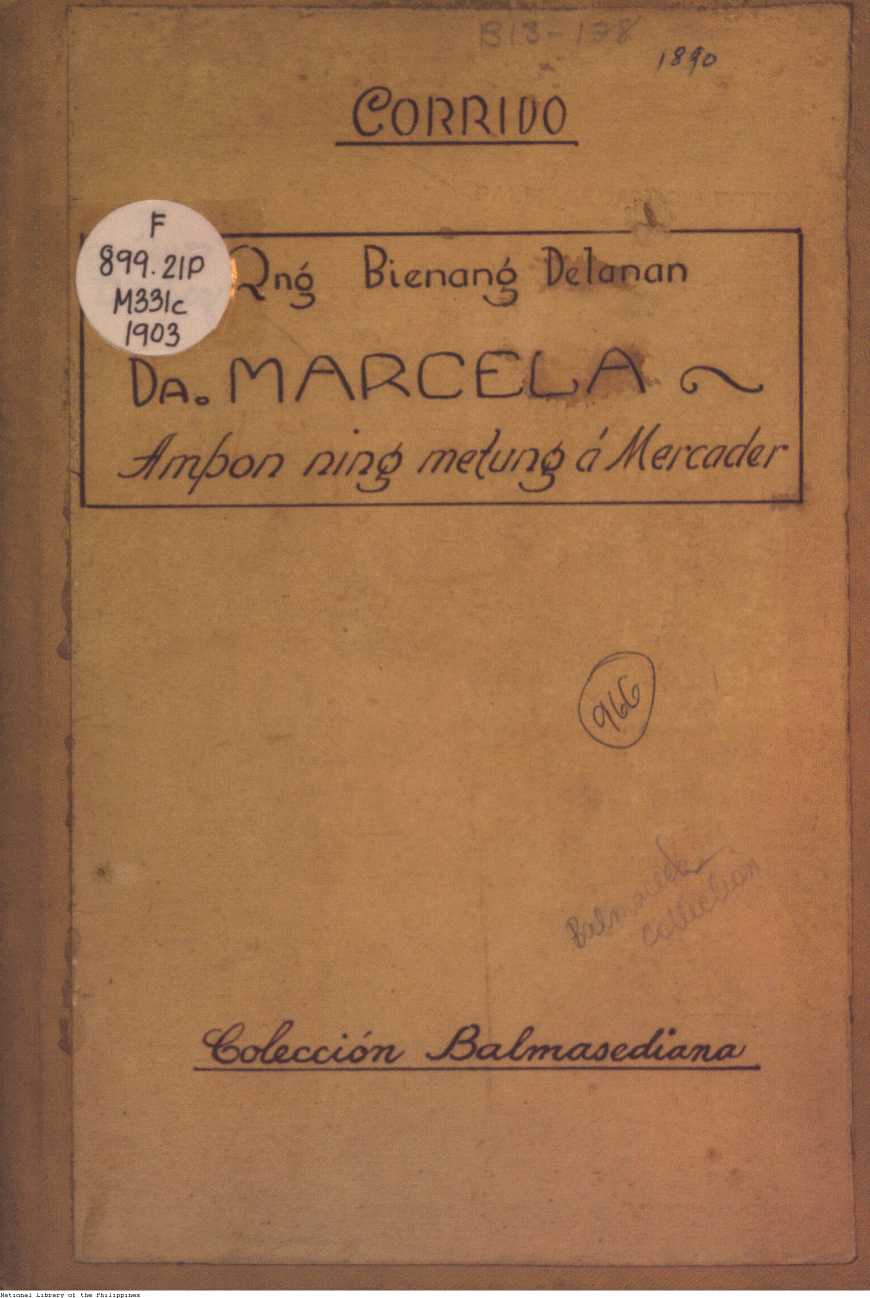 B13-138
1890
CORRIDO
F
899.21P
M331c
1903
Qng Bienang Delanan
DA. MARCELA
Ampon ning metung á Mercader
966
Balmaceda
Collection
Colección Balmasediana
National Library of the Philippines